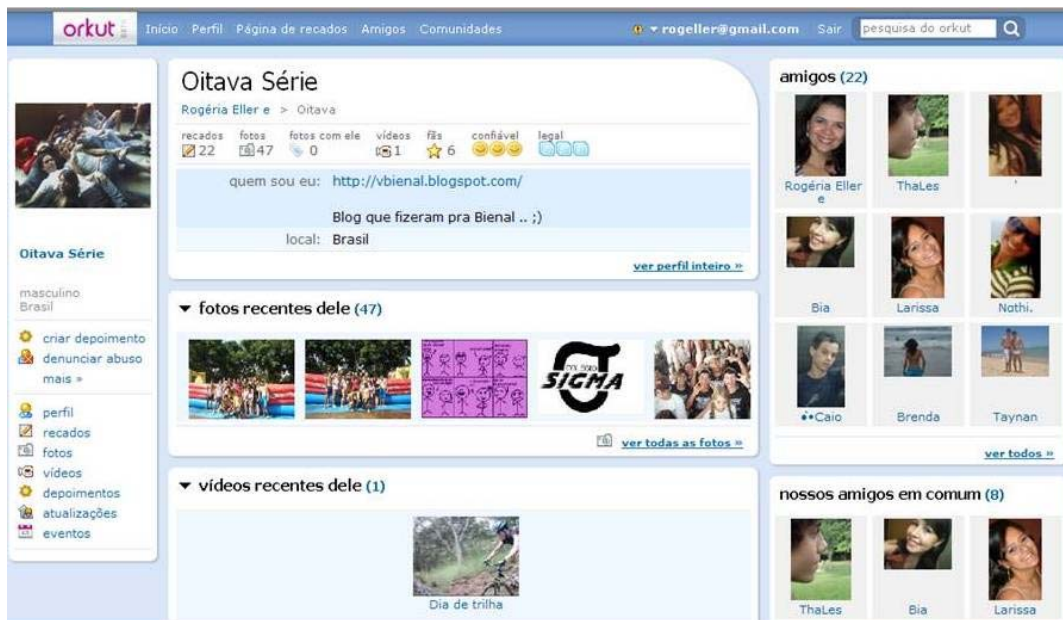 orkut BETA
Início Perfil Página de recados Amigos Comunidades
rogeller@gmail.com Sair pesquisa do orkut
Oitava Série
masculino
Brasil
criar depoimento
denunciar abuso
mais »
perfil
recados
fotos
vídeos
depoimentos
atualizações
eventos
Oitava Série
Rogéria Eller e > Oitava
recados fotos fotos com ele vídeos fãs confiável legal
22 47 0 1 6
quem sou eu: http://vbienal.blogspot.com/
Blog que fizeram pra Bienal .. ;)
local: Brasil
ver perfil inteiro »
fotos recentes dele (47)
SIGMA
ver todas as fotos »
vídeos recentes dele (1)
Dia de trilha
amigos (22)
Rogéria Eller ThaLes '
e
Bia Larissa Nothi.
Caio Brenda Taynan
ver todos »
nossos amigos em comum (8)
ThaLes Bia Larissa